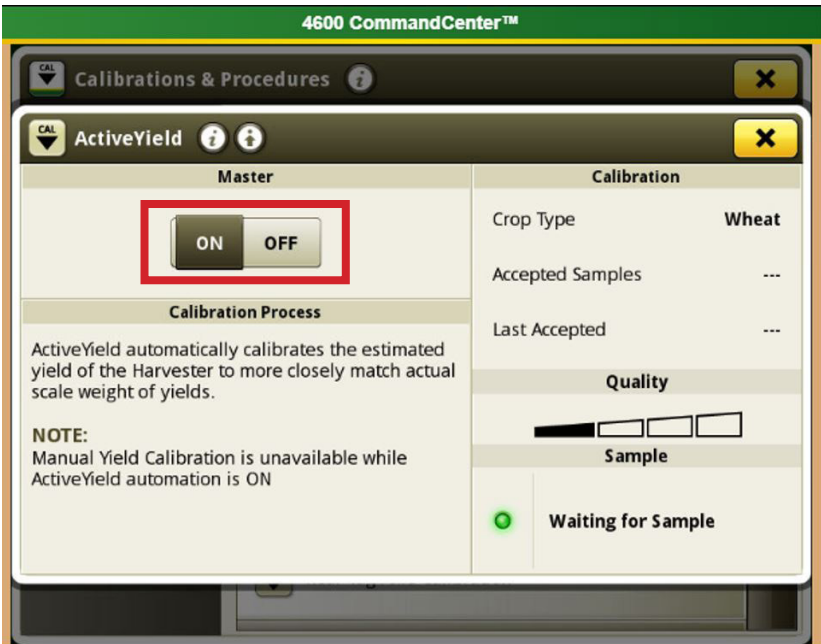 4600 CommandCenter™
CAL
Calibrations & Procedures i
CAL
ActiveYield i
Master
ON OFF
Calibration Process
ActiveYield automatically calibrates the estimated
yield of the Harvester to more closely match actual
scale weight of yields.
NOTE:
Manual Yield Calibration is unavailable while
ActiveYield automation is ON
Calibration
Crop Type Wheat
Accepted Samples ---
Last Accepted ---
Quality
Sample
Waiting for Sample